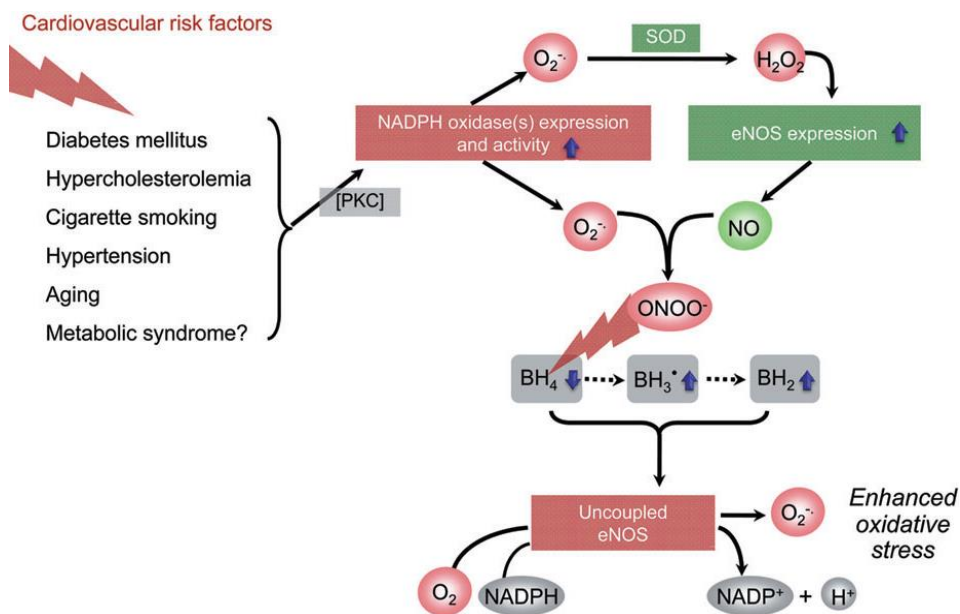 Cardiovascular risk factors
SOD
O₂⁻·
H₂O₂
NADPH oxidase(s) expression
and activity
eNOS expression
Diabetes mellitus
Hypercholesterolemia
Cigarette smoking
Hypertension
Aging
Metabolic syndrome?
[PKC]
O₂⁻·
NO
ONOO⁻
BH₄
BH₃•
BH₂
Uncoupled
eNOS
O₂⁻·
Enhanced
oxidative
stress
O₂
NADPH
NADP⁺ + H⁺